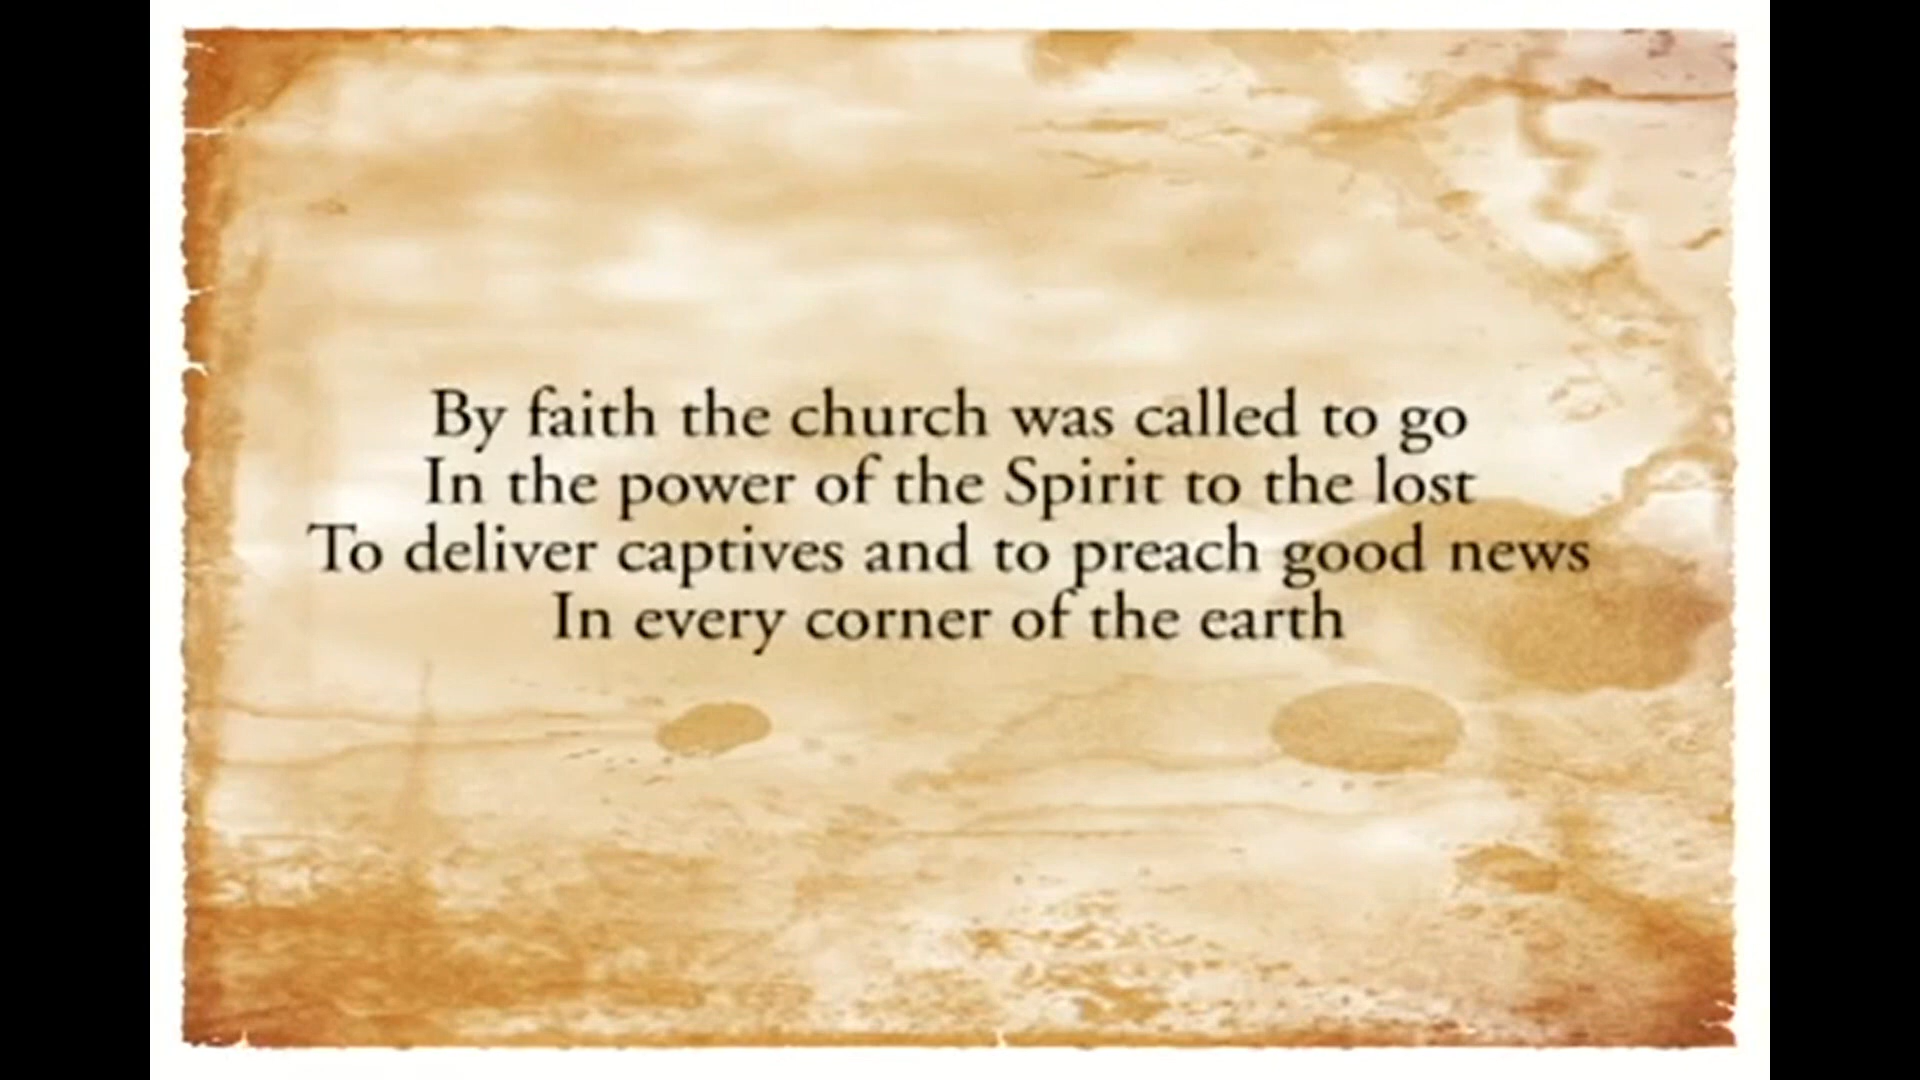 By faith the church was called to go
In the power of the Spirit to the lost
To deliver captives and to preach good news
In every corner of the earth